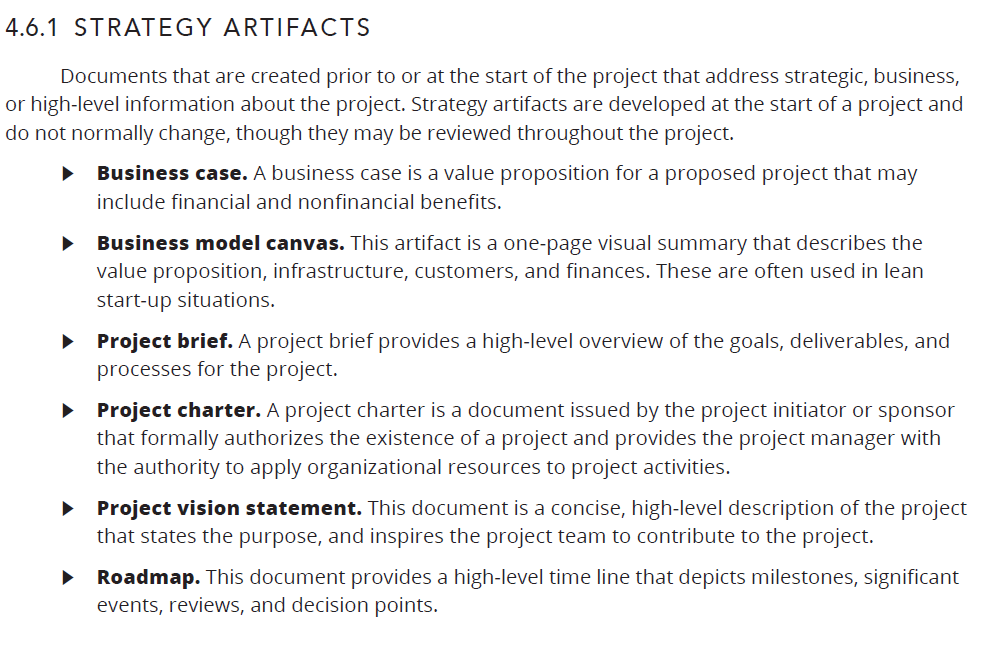 4.6.1 STRATEGY ARTIFACTS
Documents that are created prior to or at the start of the project that address strategic, business,
or high-level information about the project. Strategy artifacts are developed at the start of a project and
do not normally change, though they may be reviewed throughout the project.
▶ Business case. A business case is a value proposition for a proposed project that may
include financial and nonfinancial benefits.
▶ Business model canvas. This artifact is a one-page visual summary that describes the
value proposition, infrastructure, customers, and finances. These are often used in lean
start-up situations.
▶ Project brief. A project brief provides a high-level overview of the goals, deliverables, and
processes for the project.
▶ Project charter. A project charter is a document issued by the project initiator or sponsor
that formally authorizes the existence of a project and provides the project manager with
the authority to apply organizational resources to project activities.
▶ Project vision statement. This document is a concise, high-level description of the project
that states the purpose, and inspires the project team to contribute to the project.
▶ Roadmap. This document provides a high-level time line that depicts milestones, significant
events, reviews, and decision points.